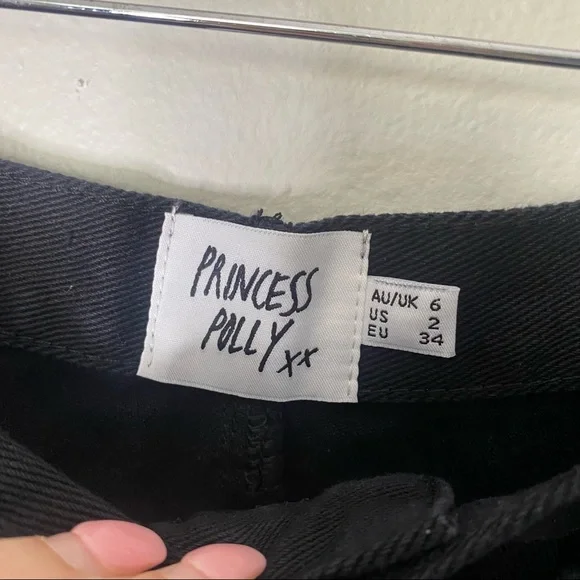 PRINCESS
POLLY xx
AU/UK 6
US 2
EU 34